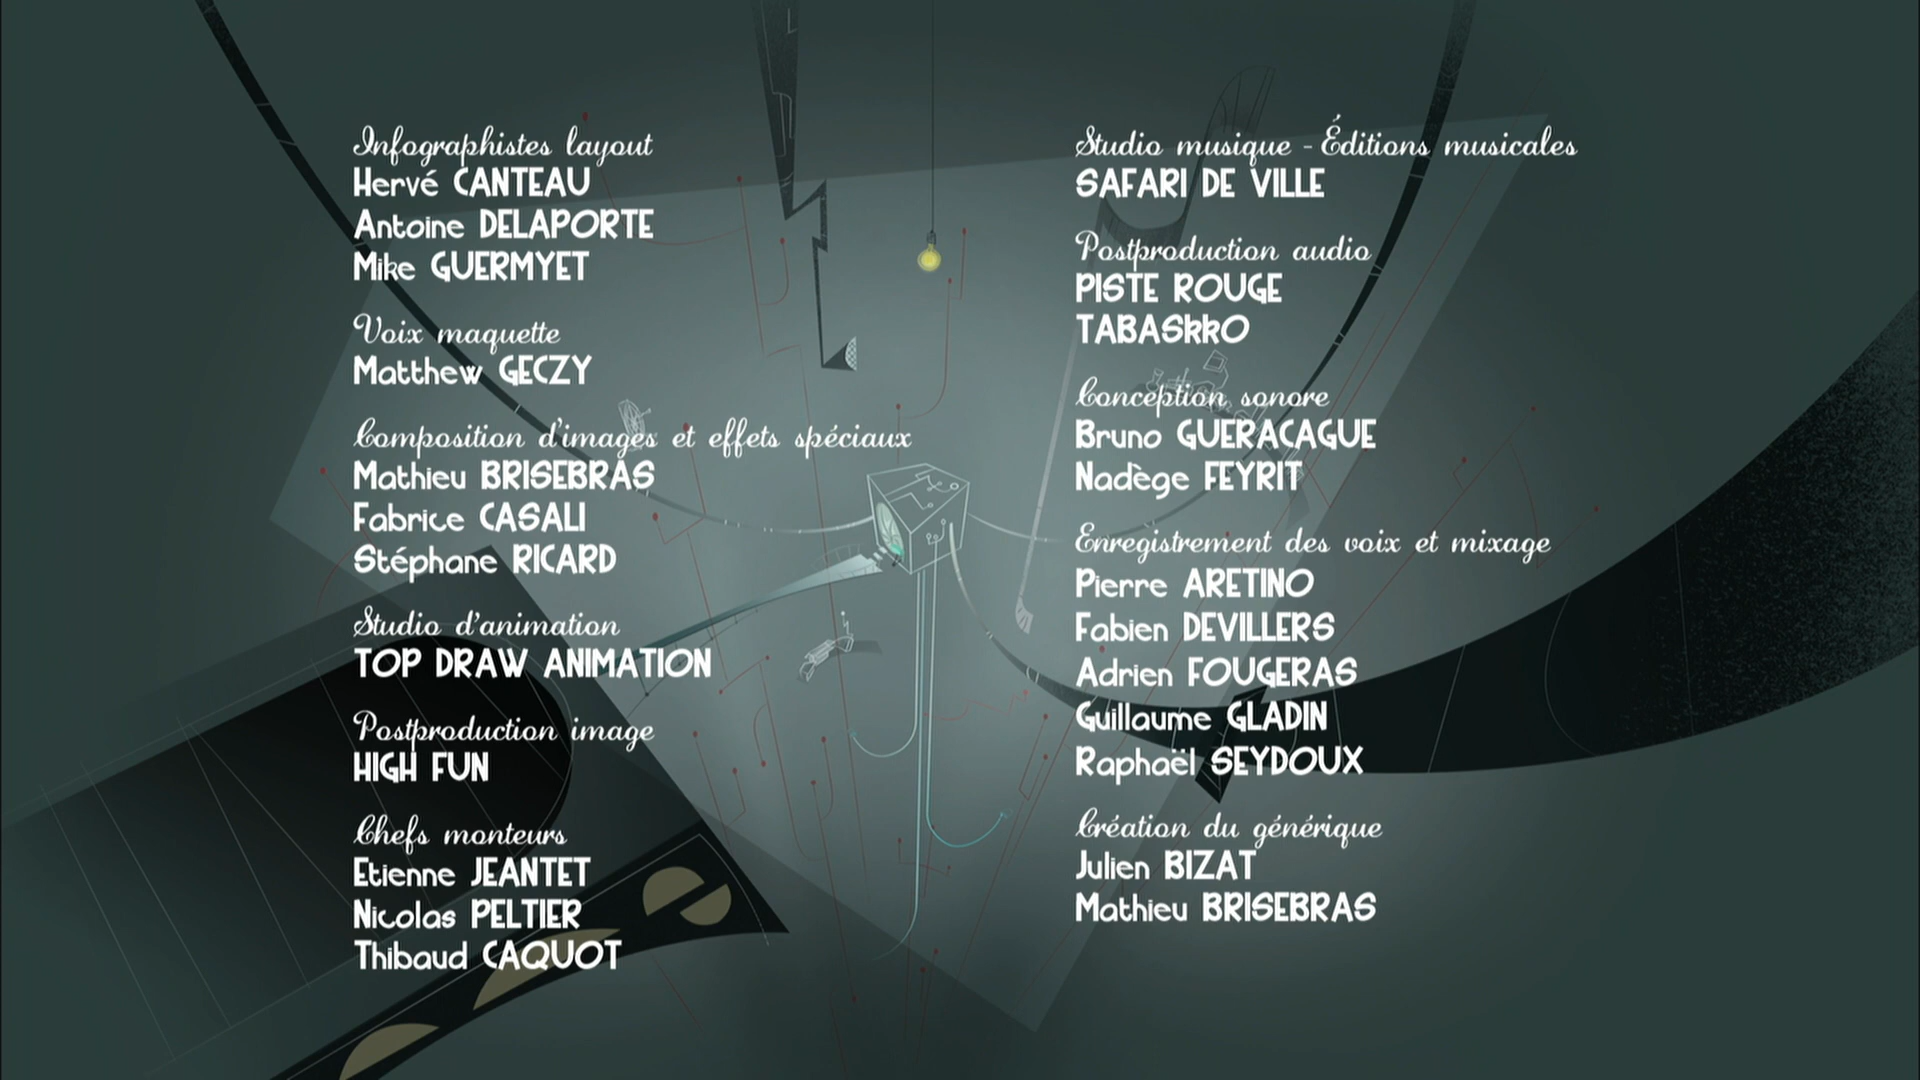 Infographistes layout
Hervé CANTEAU
Antoine DELAPORTE
Mike GUERMYET
Voix maquette
Matthew GECZY
Composition d'images et effets spéciaux
Mathieu BRISEBRAS
Fabrice CASALI
Stéphane RICARD
Studio d'animation
TOP DRAW ANIMATION
Postproduction image
HIGH FUN
Chefs monteurs
Etienne JEANTET
Nicolas PELTIER
Thibaud CAQUOT
Studio musique - Éditions musicales
SAFARI DE VILLE
Postproduction audio
PISTE ROUGE
TABASkkO
Conception sonore
Bruno GUERACAGUE
Nadège FEYRIT
Enregistrement des voix et mixage
Pierre ARETINO
Fabien DEVILLERS
Adrien FOUGERAS
Guillaume GLADIN
Raphaël SEYDOUX
Création du générique
Julien BIZAT
Mathieu BRISEBRAS